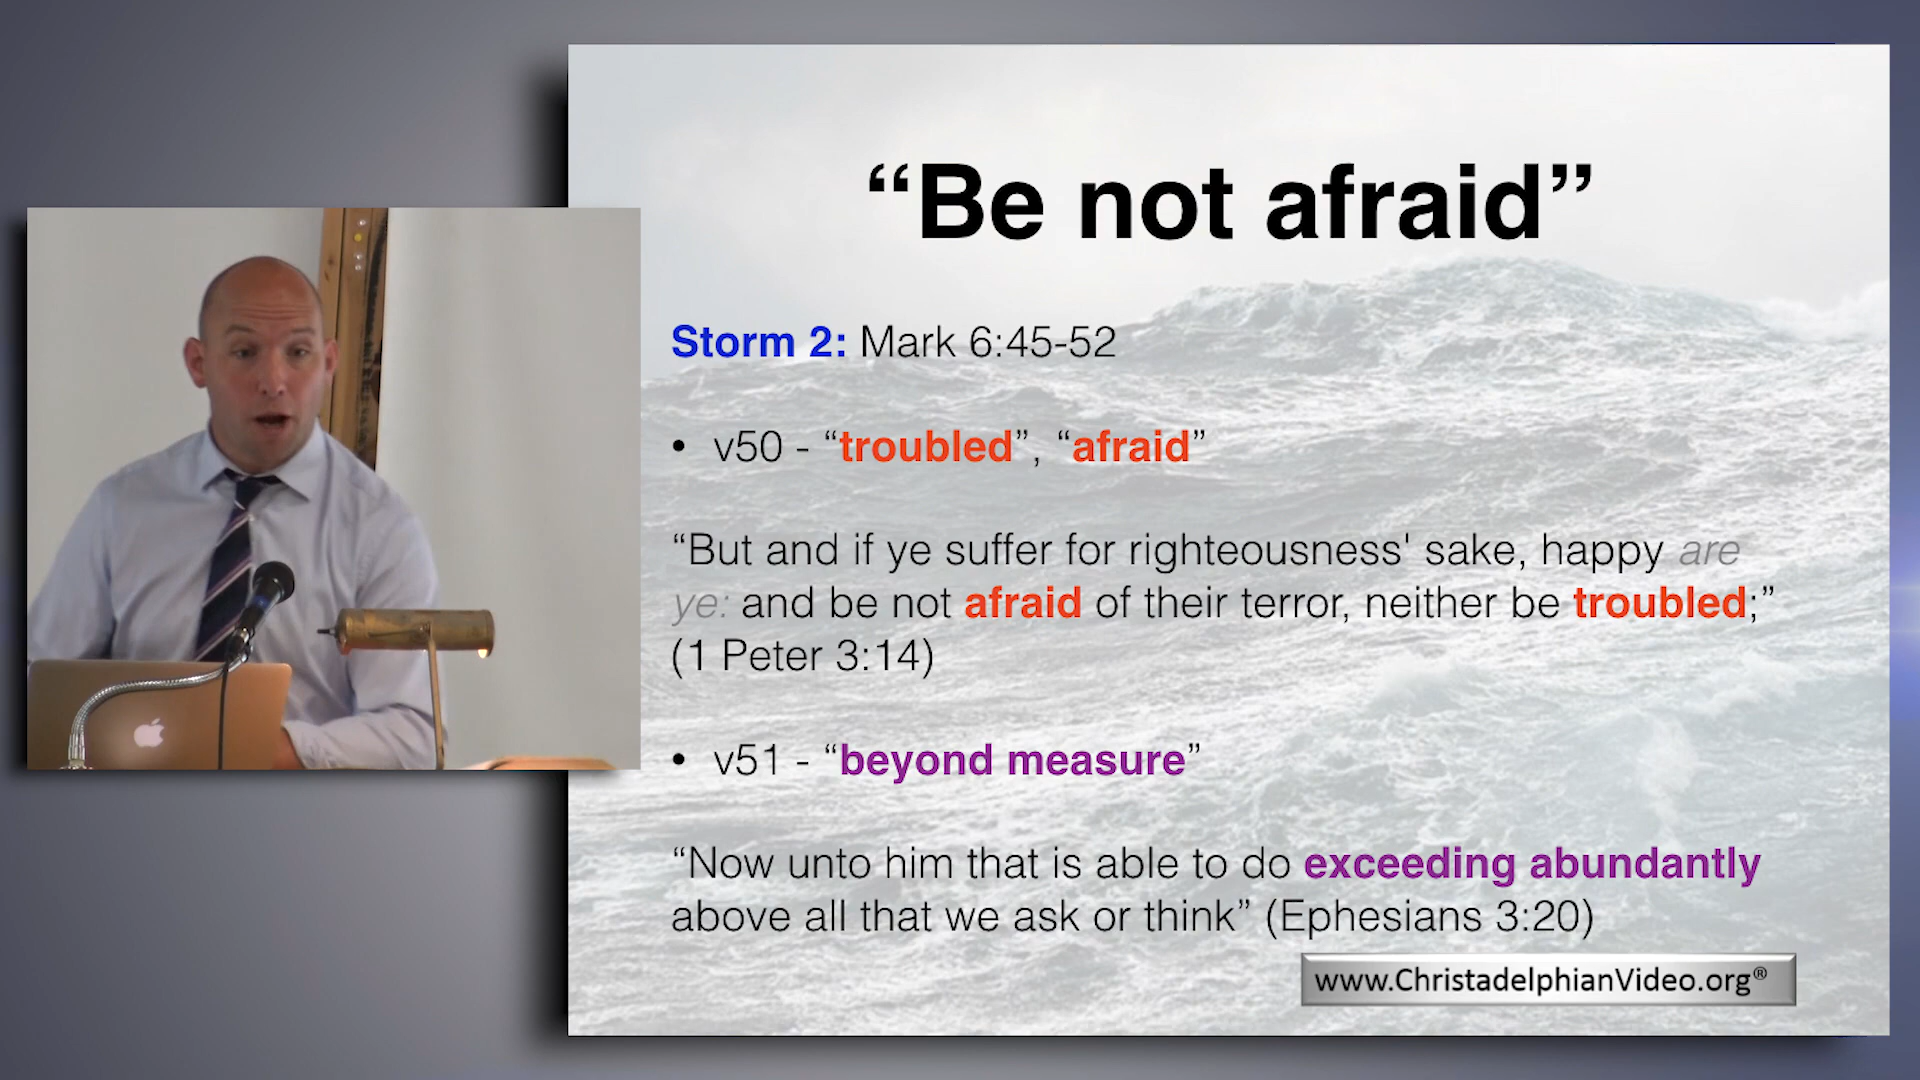 “Be not afraid”
Storm 2: Mark 6:45-52
• v50 - “troubled”, “afraid”
“But and if ye suffer for righteousness' sake, happy are
ye: and be not afraid of their terror, neither be troubled;”
(1 Peter 3:14)
• v51 - “beyond measure”
“Now unto him that is able to do exceeding abundantly
above all that we ask or think” (Ephesians 3:20)
www.ChristadelphianVideo.org®